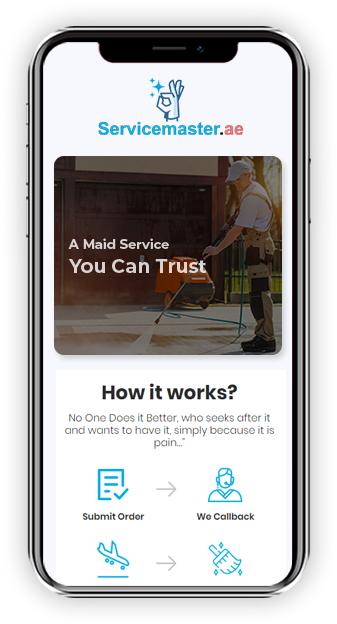 Servicemaster.ae
A Maid Service
You Can Trust
How it works?
No One Does it Better, who seeks after it
and wants to have it, simply because it is
pain..."
Submit Order
We Callback